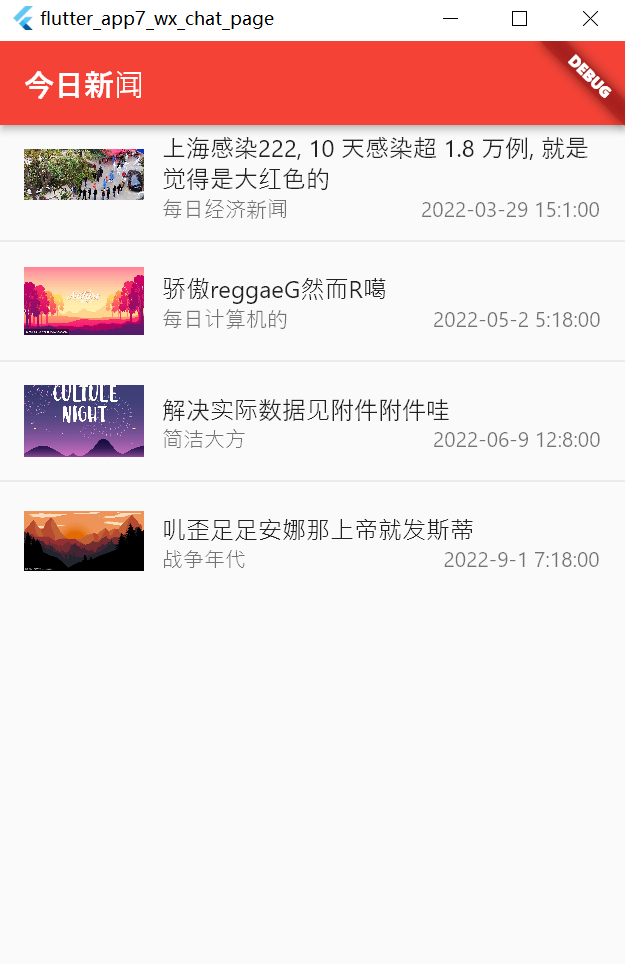 flutter_app7_wx_chat_page
今日新闻
DEBUG
上海感染222, 10 天感染超 1.8 万例, 就是
觉得是大红色的
每日经济新闻 2022-03-29 15:1:00
骄傲reggaeG然而R噶
每日计算机的 2022-05-2 5:18:00
CULTULE
NIGHT
解决实际数据见附件附件哇
简洁大方 2022-06-9 12:8:00
叫歪足足安娜那上帝就发斯蒂
战争年代 2022-9-1 7:18:00